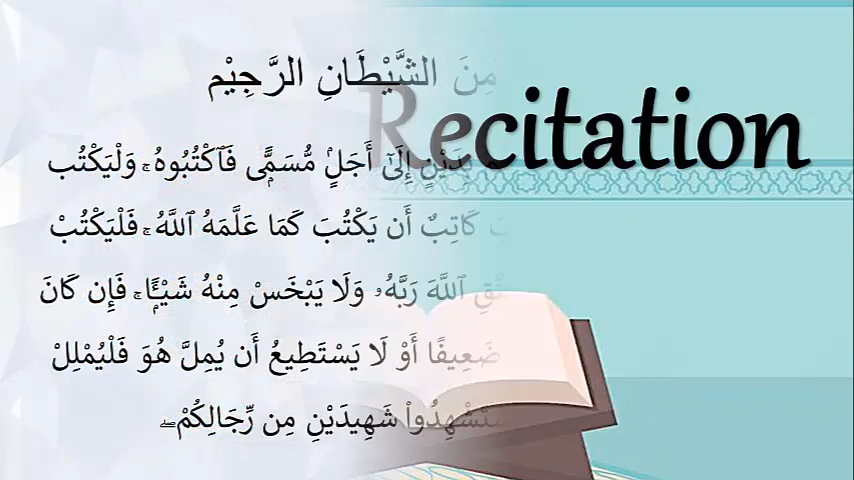 مِنَ الشَّيْطَانِ الرَّجِيْم
Recitation
بِدَيْنٍ إِلَىٰٓ أَجَلٍۢ مُّسَمًّۭى فَٱكْتُبُوهُ ۚ وَلْيَكْتُب
كَاتِبٌ أَن يَكْتُبَ كَمَا عَلَّمَهُ ٱللَّهُ ۚ فَلْيَكْتُبْ
ٱللَّهَ رَبَّهُۥ وَلَا يَبْخَسْ مِنْهُ شَيْـًۭٔا ۚ فَإِن كَانَ
ضَعِيفًا أَوْ لَا يَسْتَطِيعُ أَن يُمِلَّ هُوَ فَلْيُمْلِلْ
شَهِيدَيْنِ مِن رِّجَالِكُمْ ۖ